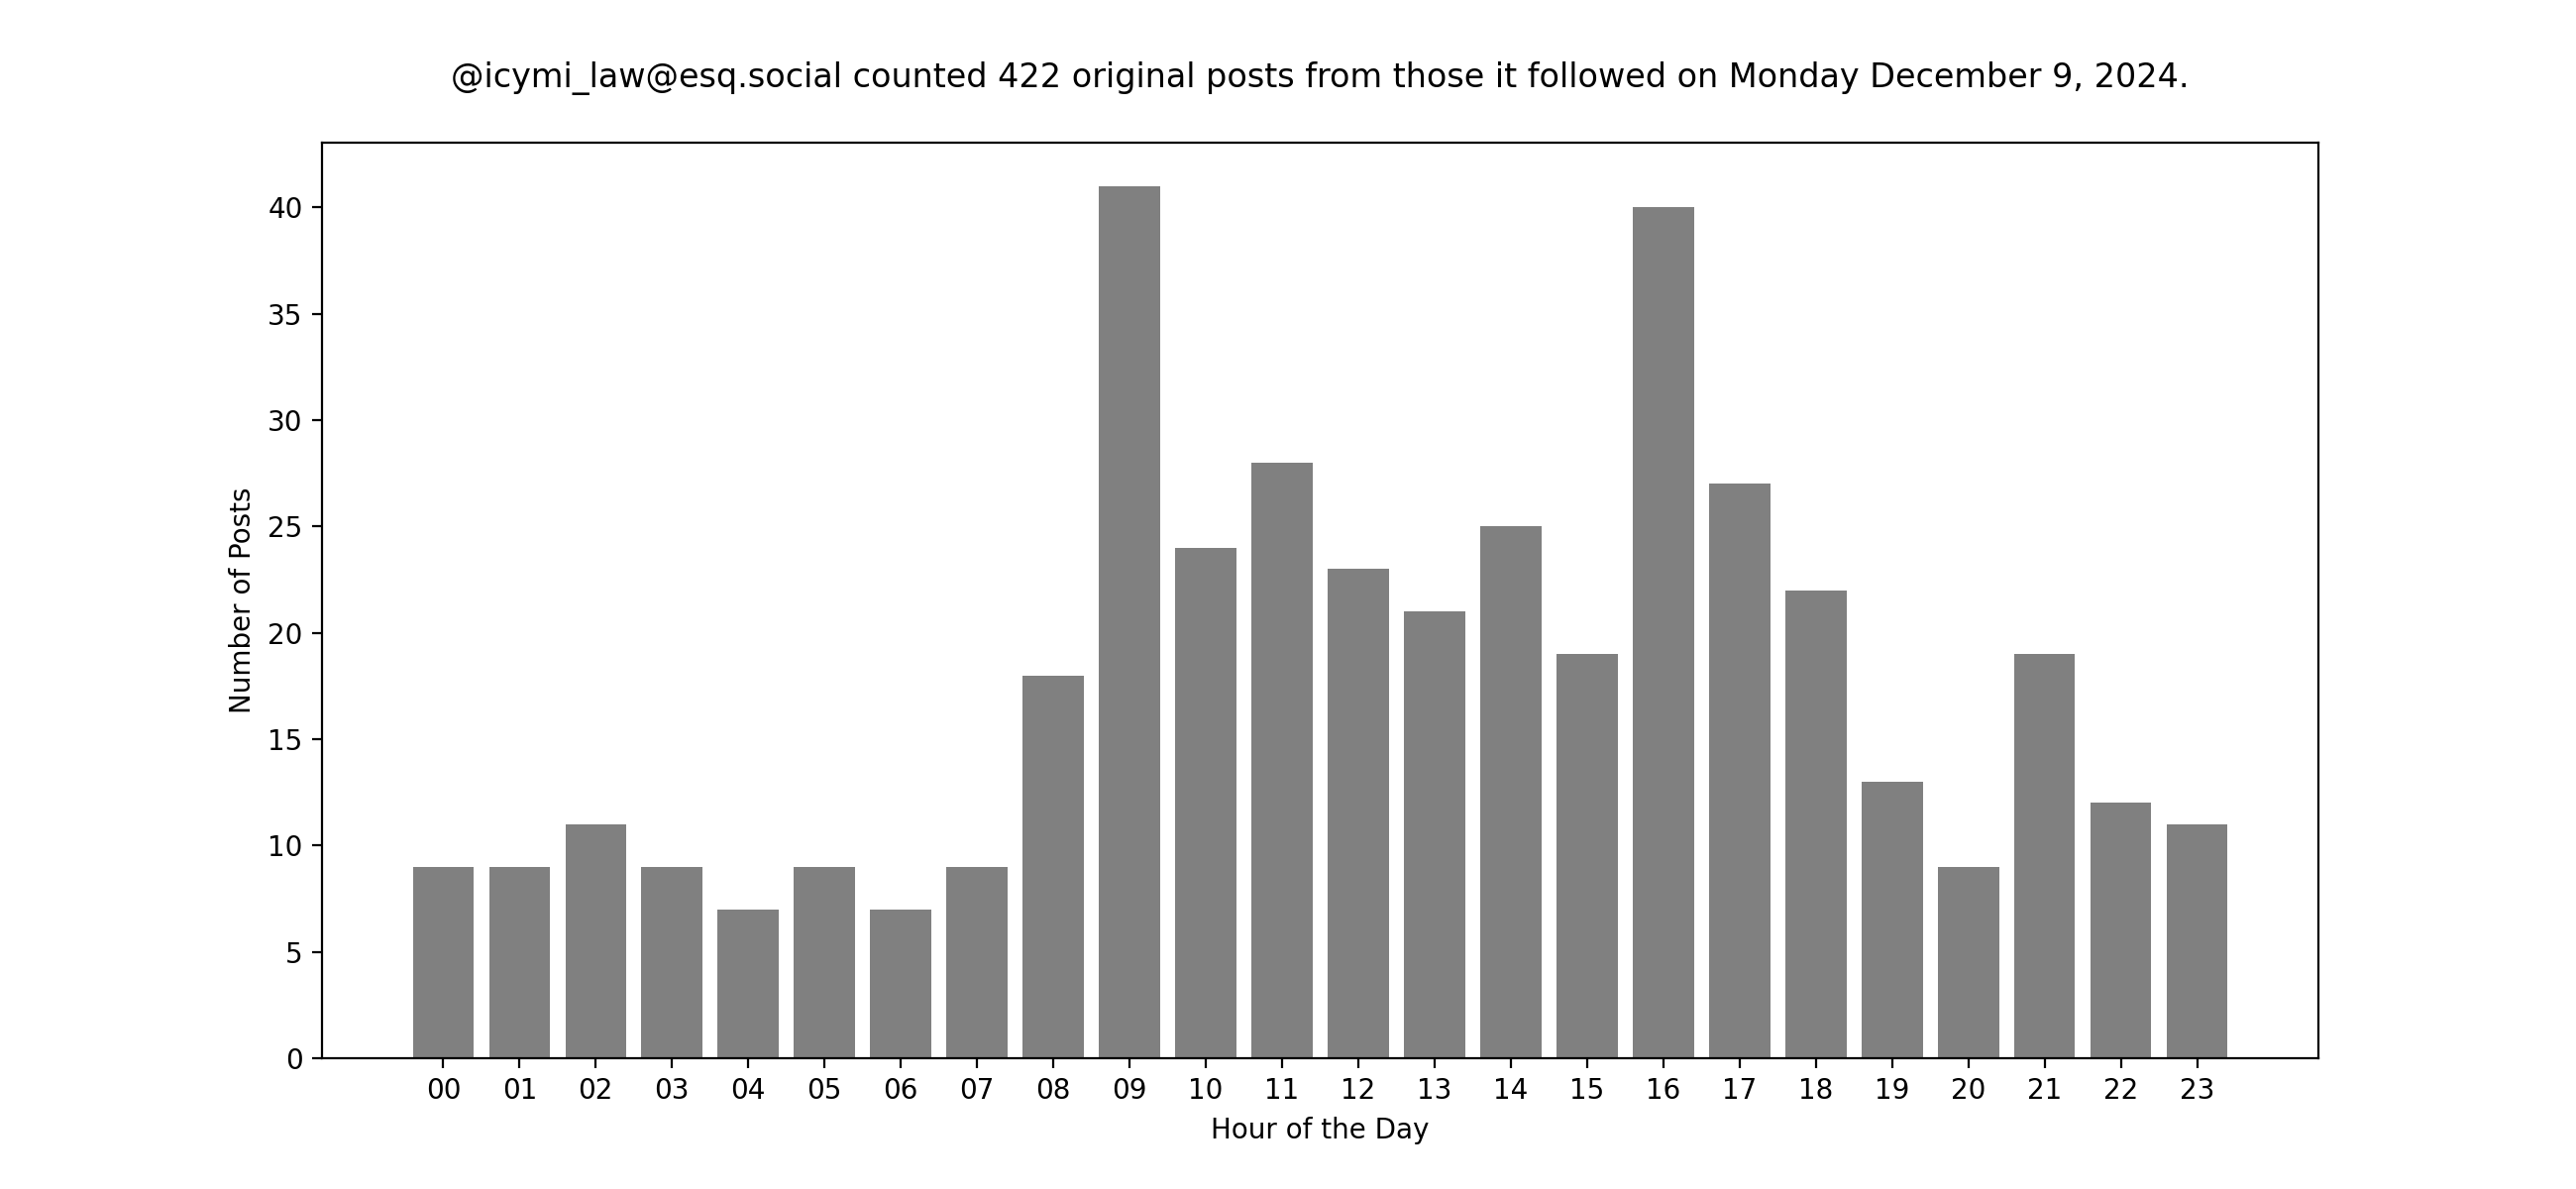 @icymi_law@esq.social counted 422 original posts from those it followed on Monday December 9, 2024.
40
35
30
25
20
15
10
5
0
Number of Posts
00 01 02 03 04 05 06 07 08 09 10 11 12 13 14 15 16 17 18 19 20 21 22 23
Hour of the Day